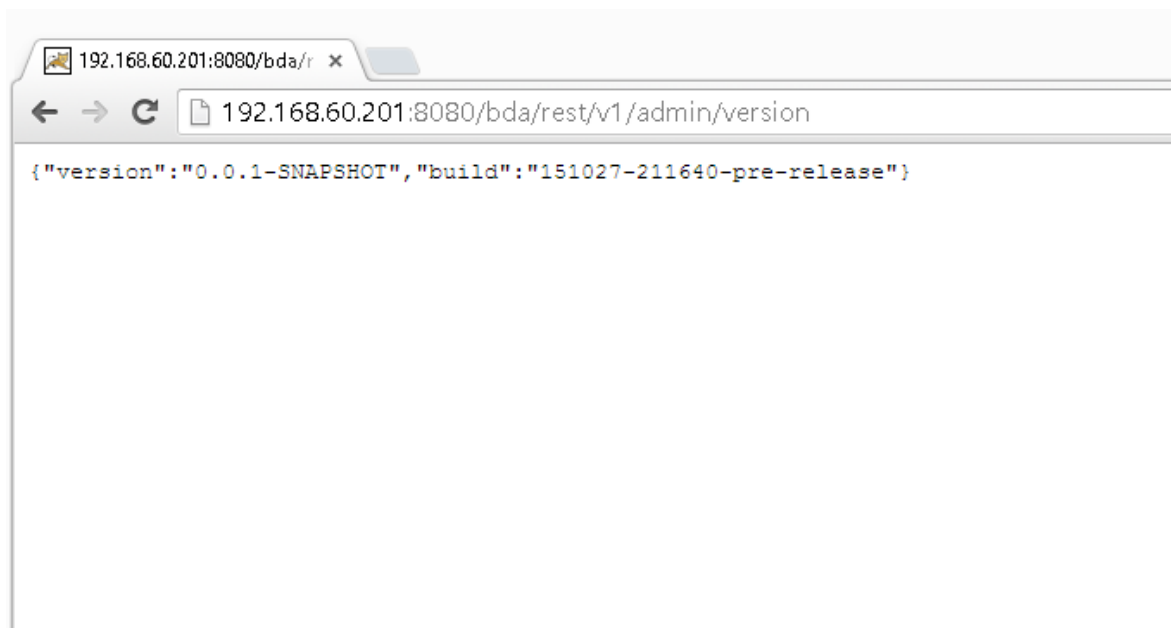 192.168.60.201:8080/bda/r
192.168.60.201:8080/bda/rest/v1/admin/version
{"version":"0.0.1-SNAPSHOT","build":"151027-211640-pre-release"}